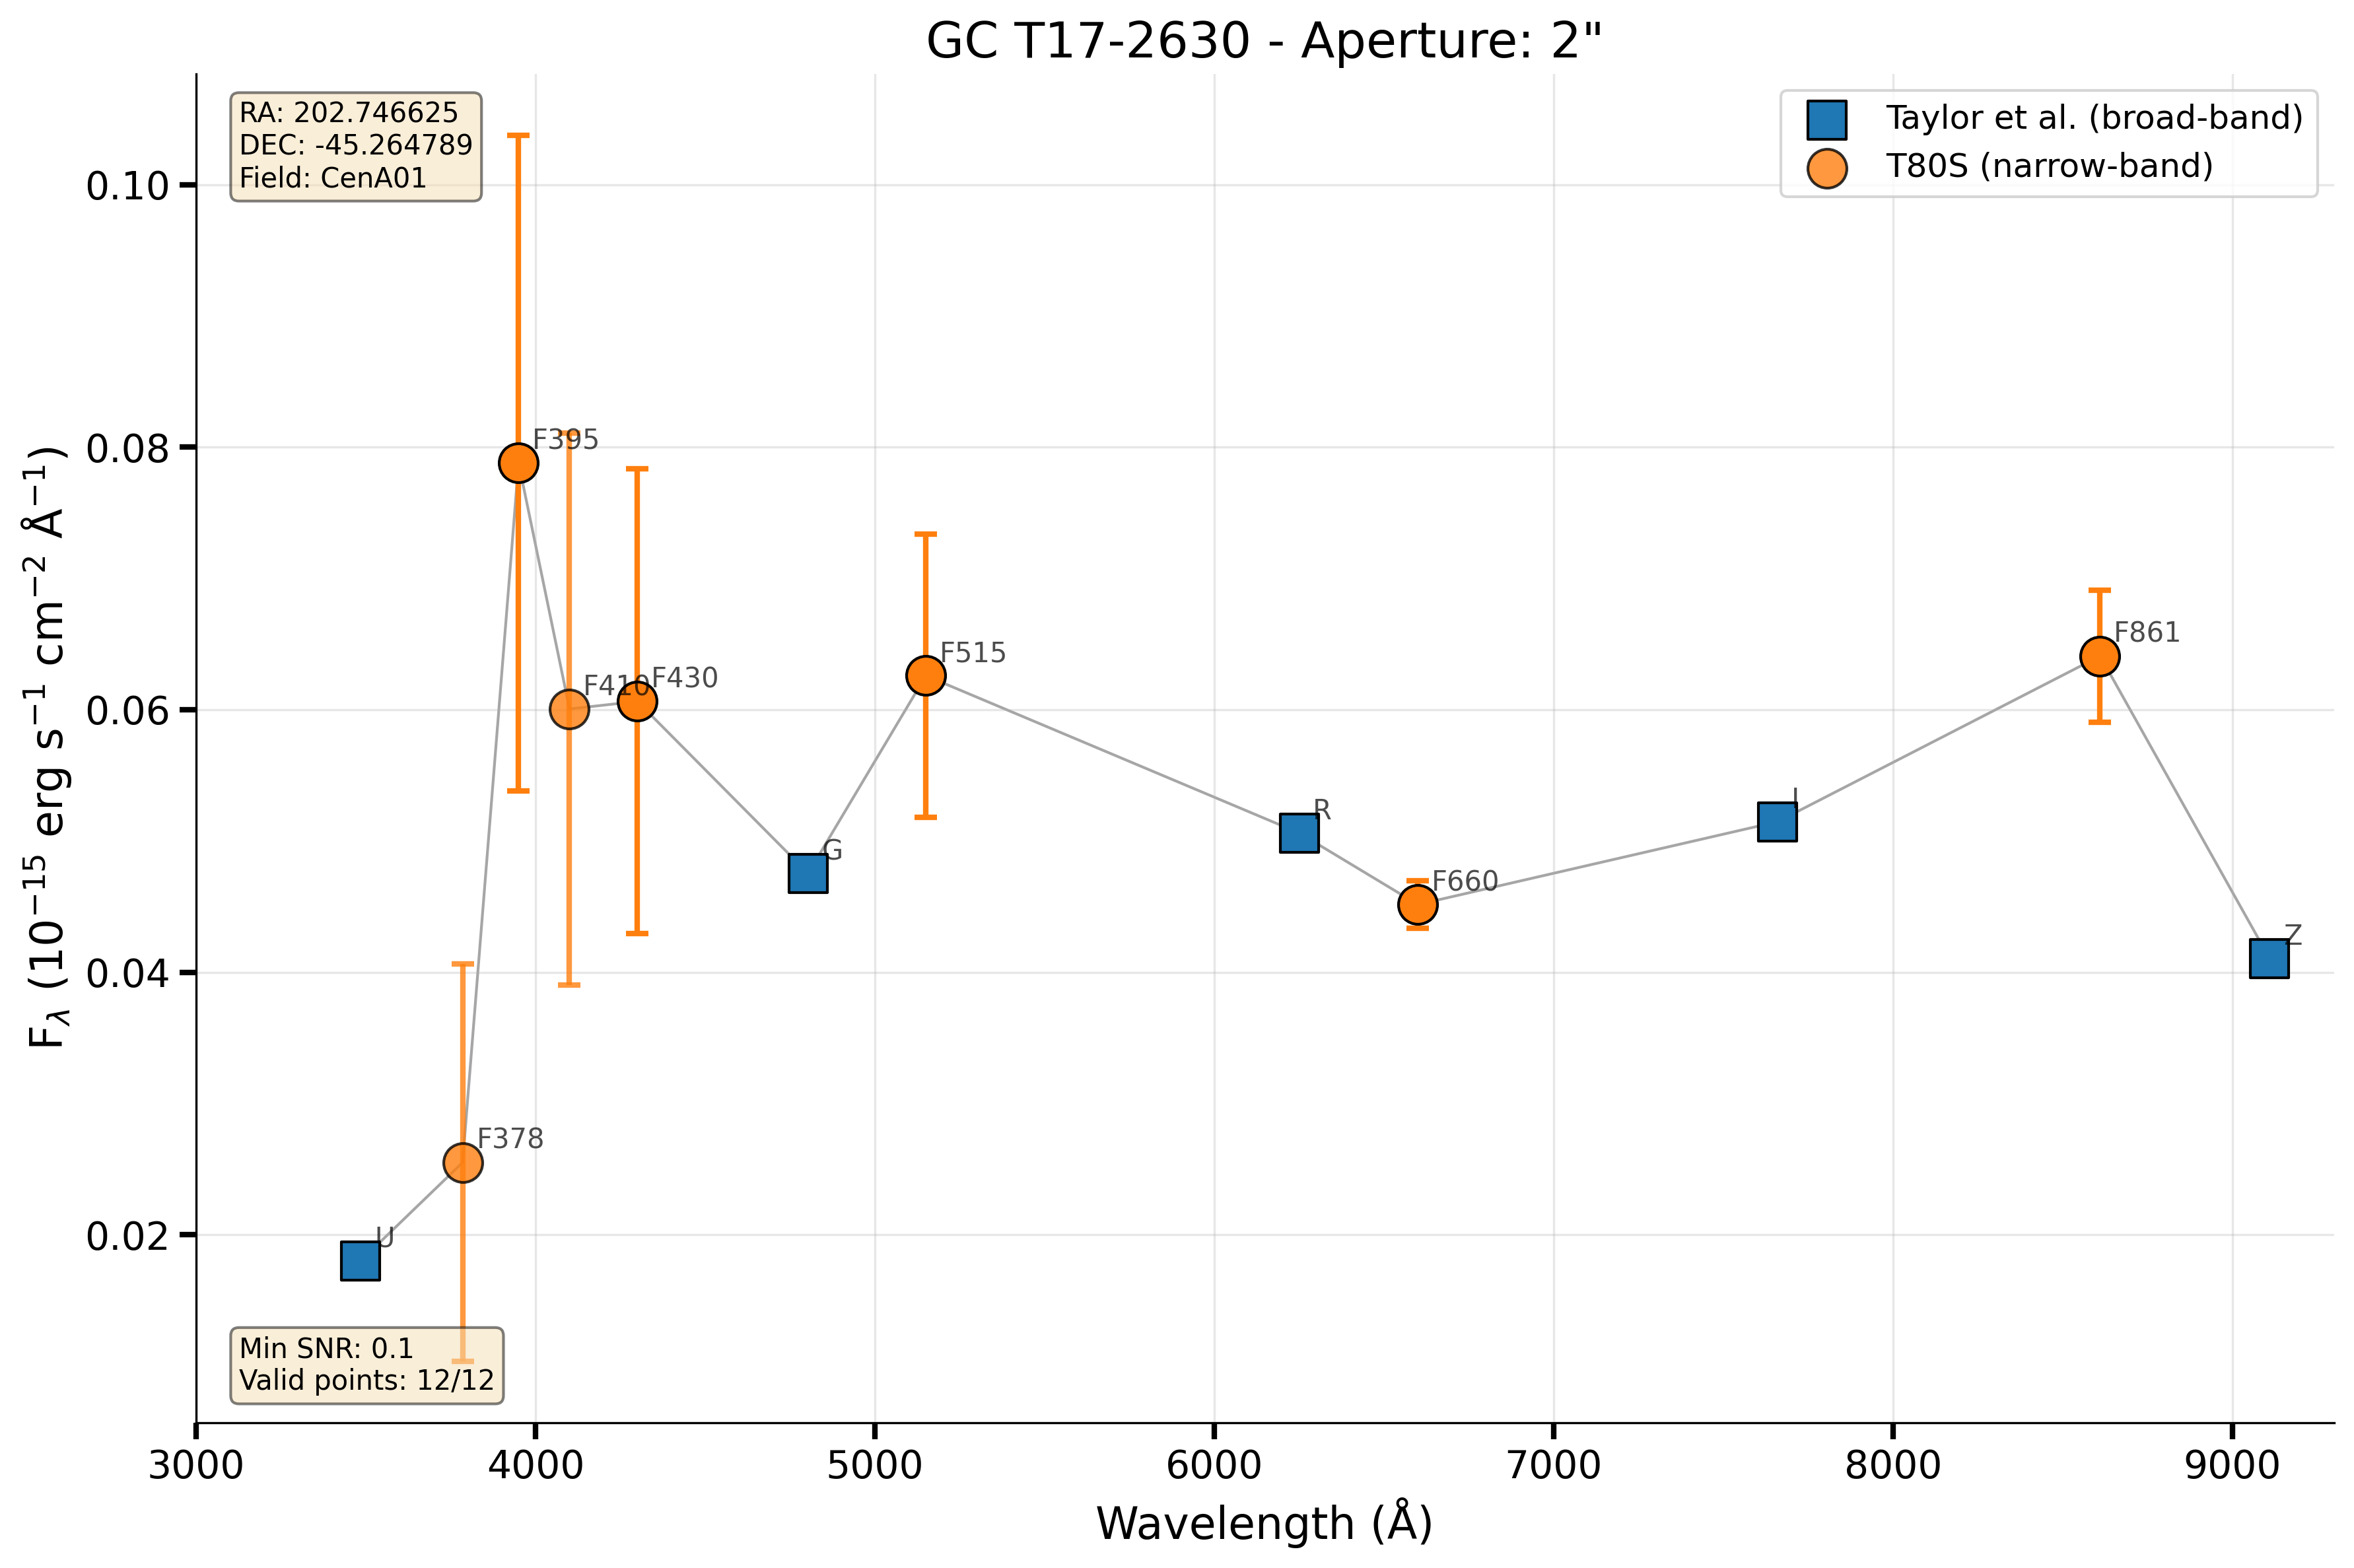 GC T17-2630 - Aperture: 2"
RA: 202.746625
DEC: -45.264789
Field: CenA01
Taylor et al. (broad-band)
T80S (narrow-band)
0.10
0.08
0.06
0.04
0.02
F_λ (10⁻¹⁵ erg s⁻¹ cm⁻² Å⁻¹)
F395
F410
F430
F515
F861
G
R
I
F660
Z
F378
U
Min SNR: 0.1
Valid points: 12/12
3000 4000 5000 6000 7000 8000 9000
Wavelength (Å)